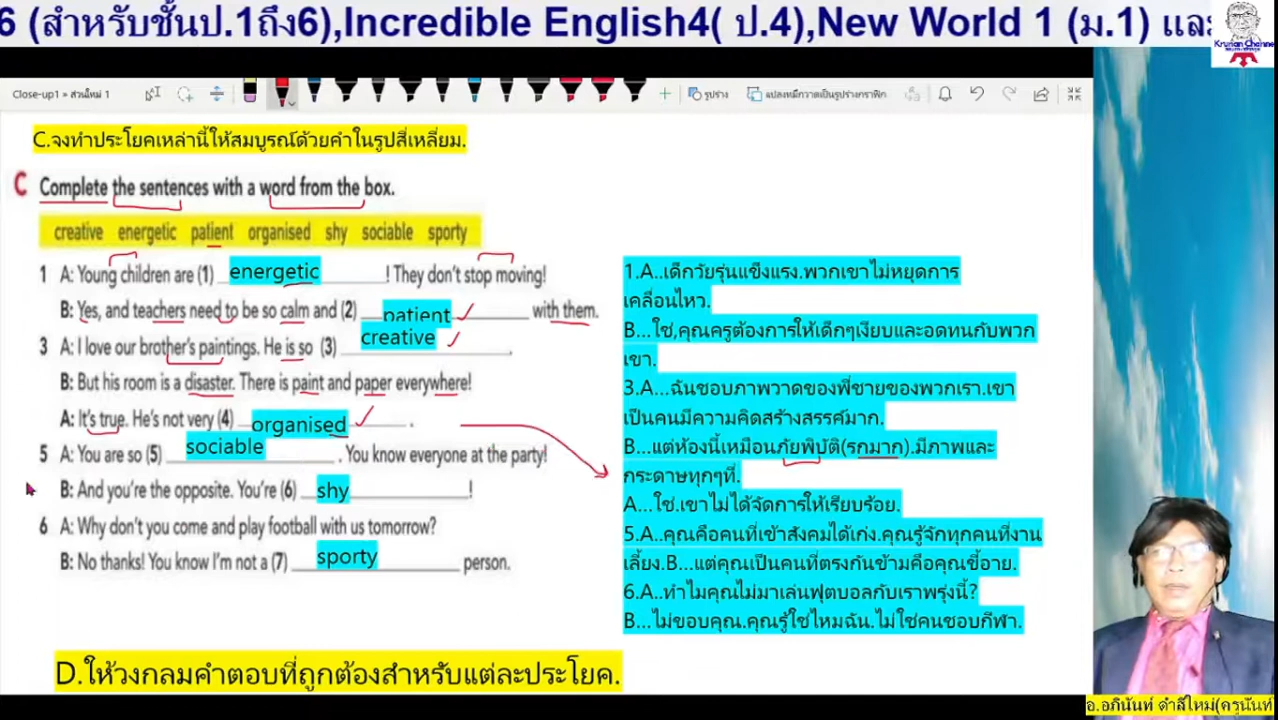 6 (สำหรับชั้นป.1ถึง6),Incredible English4( ป.4),New World 1 (ม.1) และ
Close-up1 » ส่วนใหม่ 1
รูปร่าง
แปลงหมึกวาดเป็นรูปร่างกราฟิก
C.จงทำประโยคเหล่านี้ให้สมบูรณ์ด้วยคำในรูปสี่เหลี่ยม.
C Complete the sentences with a word from the box.
creative energetic patient organised shy sociable sporty
1 A: Young children are (1) energetic ! They don't stop moving!
B: Yes, and teachers need to be so calm and (2) patient with them.
3 A: I love our brother's paintings. He is so (3) creative .
B: But his room is a disaster. There is paint and paper everywhere!
A: It's true. He's not very (4) organised .
5 A: You are so (5) sociable . You know everyone at the party!
B: And you're the opposite. You're (6) shy !
6 A: Why don't you come and play football with us tomorrow?
B: No thanks! You know I'm not a (7) sporty person.
1.A..เด็กวัยรุ่นแข็งแรง.พวกเขาไม่หยุดการ
เคลื่อนไหว.
B...ใช่,คุณครูต้องการให้เด็กๆเงียบและอดทนกับพวก
เขา.
3.A...ฉันชอบภาพวาดของพี่ชายของพวกเรา.เขา
เป็นคนมีความคิดสร้างสรรค์มาก.
B...แต่ห้องนี้เหมือนภัยพิบัติ(รกมาก).มีภาพและ
กระดาษทุกๆที่.
A...ใช่.เขาไม่ได้จัดการให้เรียบร้อย.
5.A..คุณคือคนที่เข้าสังคมได้เก่ง.คุณรู้จักทุกคนที่งาน
เลี้ยง.B...แต่คุณเป็นคนที่ตรงกันข้ามคือคุณขี้อาย.
6.A..ทำไมคุณไม่มาเล่นฟุตบอลกับเราพรุ่งนี้?
B...ไม่ขอบคุณ.คุณรู้ใช่ไหมฉัน.ไม่ใช่คนชอบกีฬา.
D.ให้วงกลมคำตอบที่ถูกต้องสำหรับแต่ละประโยค.
อ.อภินันท์ ดำสีใหม่(ครูนันท์